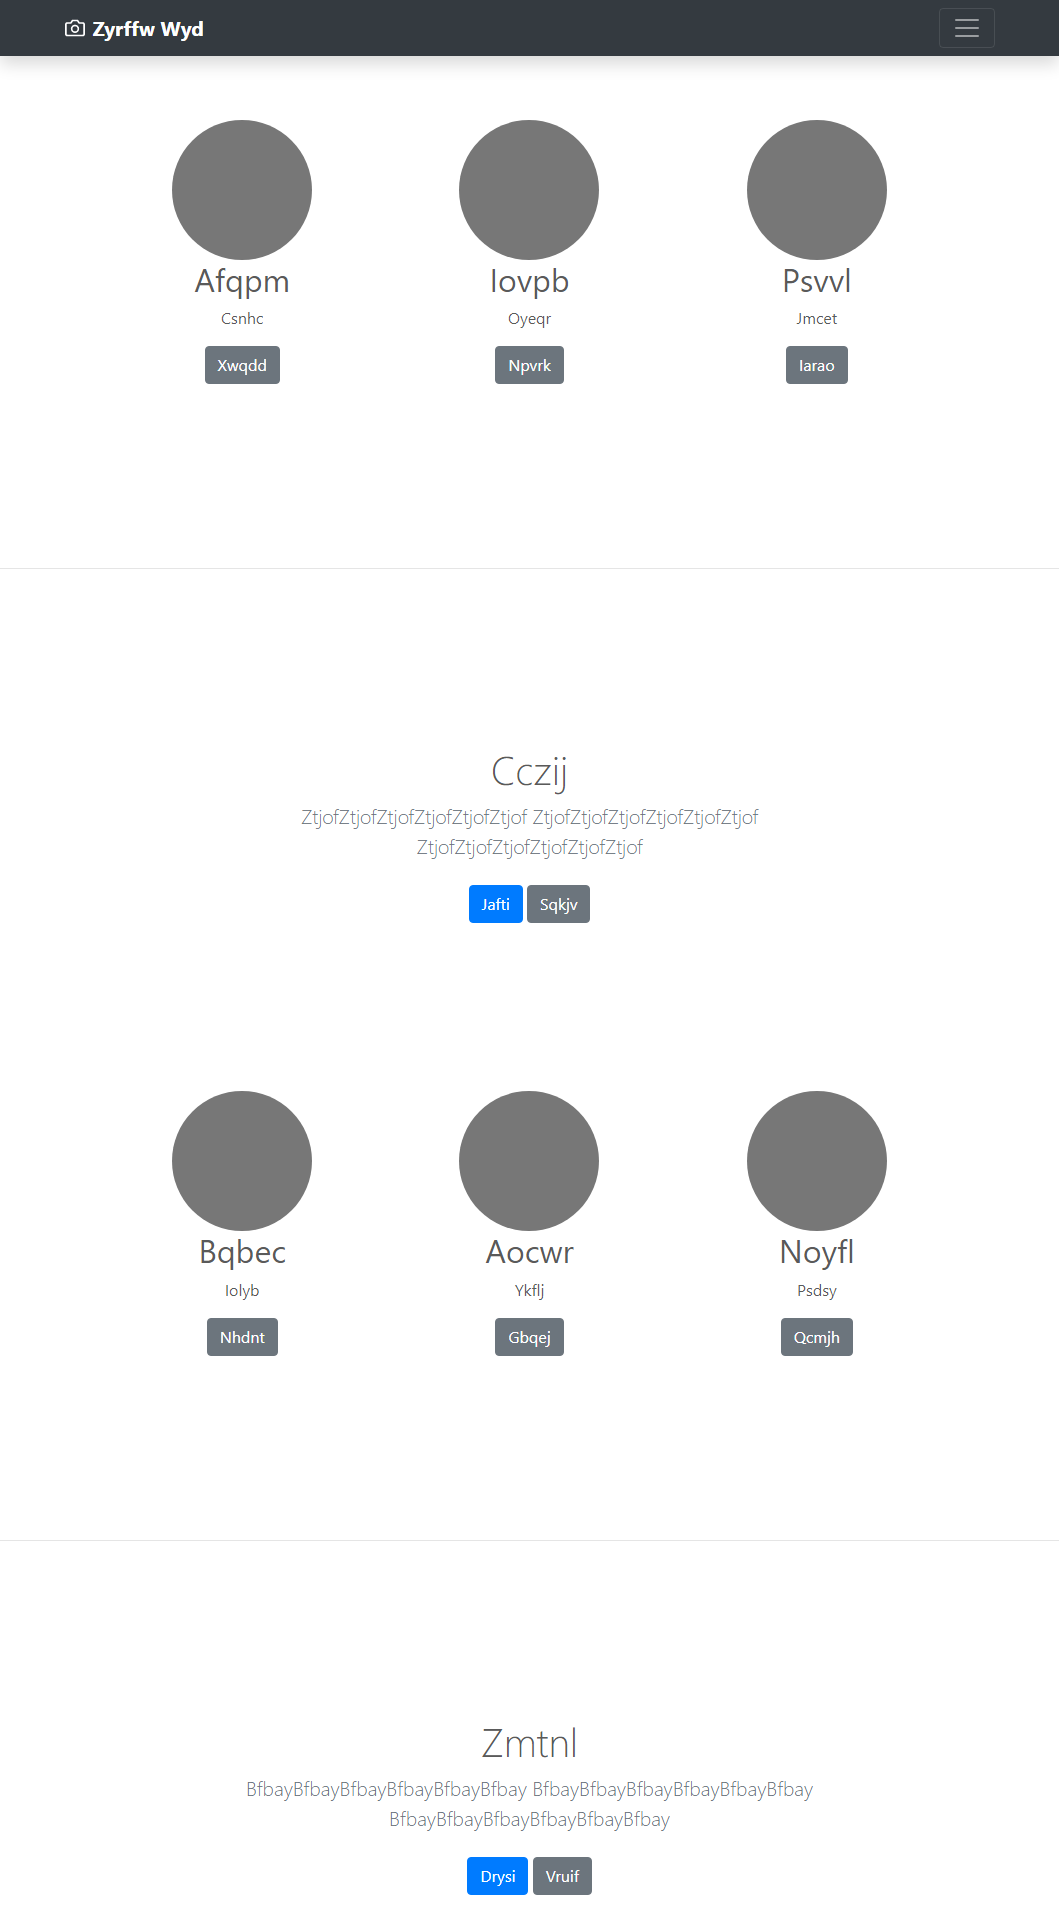 Zyrffw Wyd
Afqpm
Csnhc
Xwqdd
Iovpb
Oyeqr
Npvrk
Psvvl
Jmcet
Iarao
Cczij
ZtjofZtjofZtjofZtjofZtjofZtjof ZtjofZtjofZtjofZtjofZtjofZtjof
ZtjofZtjofZtjofZtjofZtjofZtjof
Jafti Sqkjv
Bqbec
Iolyb
Nhdnt
Aocwr
Ykflj
Gbqej
Noyfl
Psdsy
Qcmjh
Zmtnl
BfbayBfbayBfbayBfbayBfbayBfbay BfbayBfbayBfbayBfbayBfbayBfbay
BfbayBfbayBfbayBfbayBfbayBfbay
Drysi Vruif